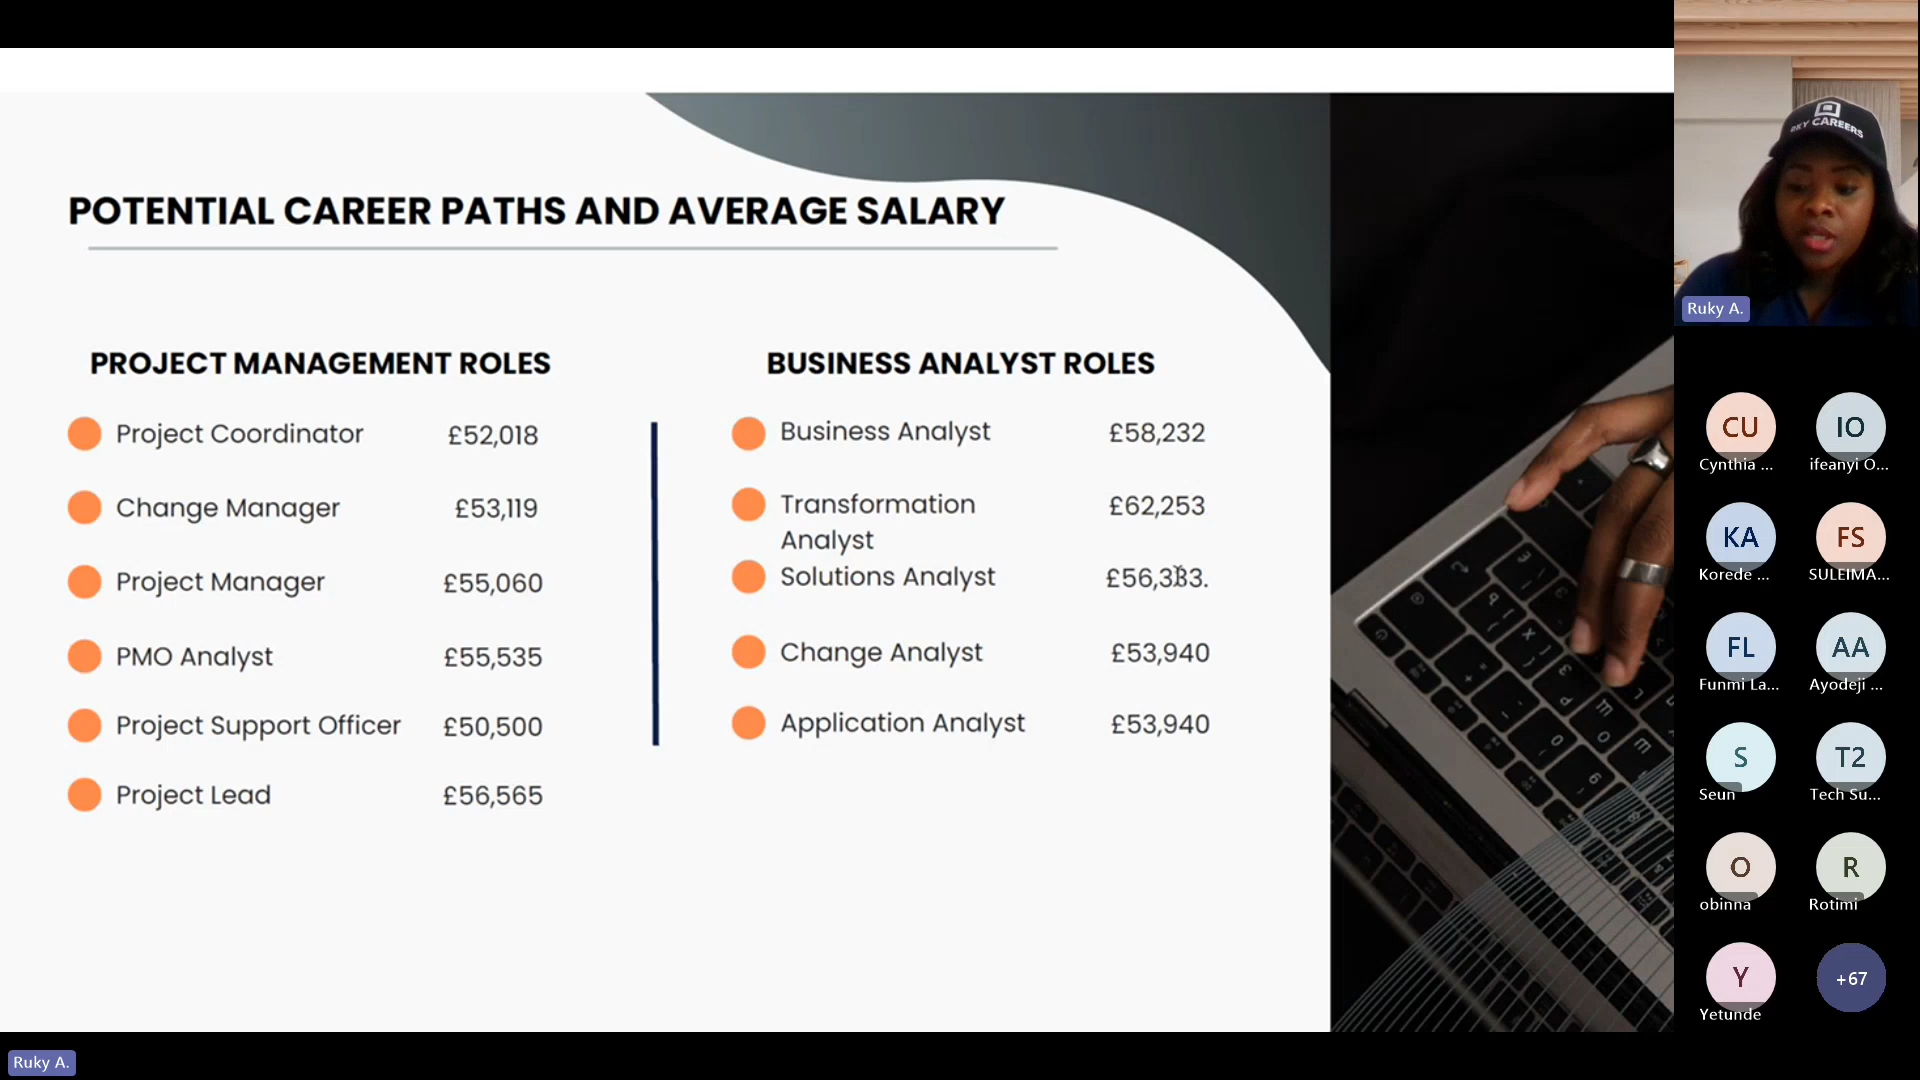 POTENTIAL CAREER PATHS AND AVERAGE SALARY
PROJECT MANAGEMENT ROLES
Project Coordinator £52,018
Change Manager £53,119
Project Manager £55,060
PMO Analyst £55,535
Project Support Officer £50,500
Project Lead £56,565
BUSINESS ANALYST ROLES
Business Analyst £58,232
Transformation £62,253
Analyst
Solutions Analyst £56,333.
Change Analyst £53,940
Application Analyst £53,940
RKY CAREERS
Ruky A.
CU IO
Cynthia ... ifeanyi O...
KA FS
Korede ... SULEIMA...
FL AA
Funmi La... Ayodeji ...
S T2
Seun Tech Su...
O R
obinna Rotimi
Y +67
Yetunde
Ruky A.